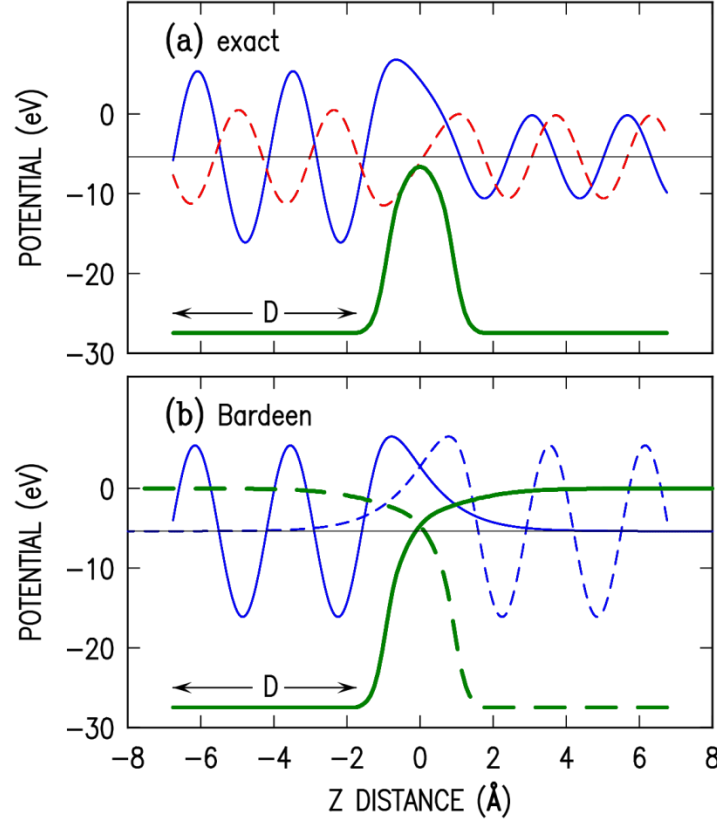 (a) exact
POTENTIAL (eV)
0
−10
−20
−30
D
(b) Bardeen
POTENTIAL (eV)
0
−10
−20
−30
D
−8 −6 −4 −2 0 2 4 6 8
Z DISTANCE (Å)